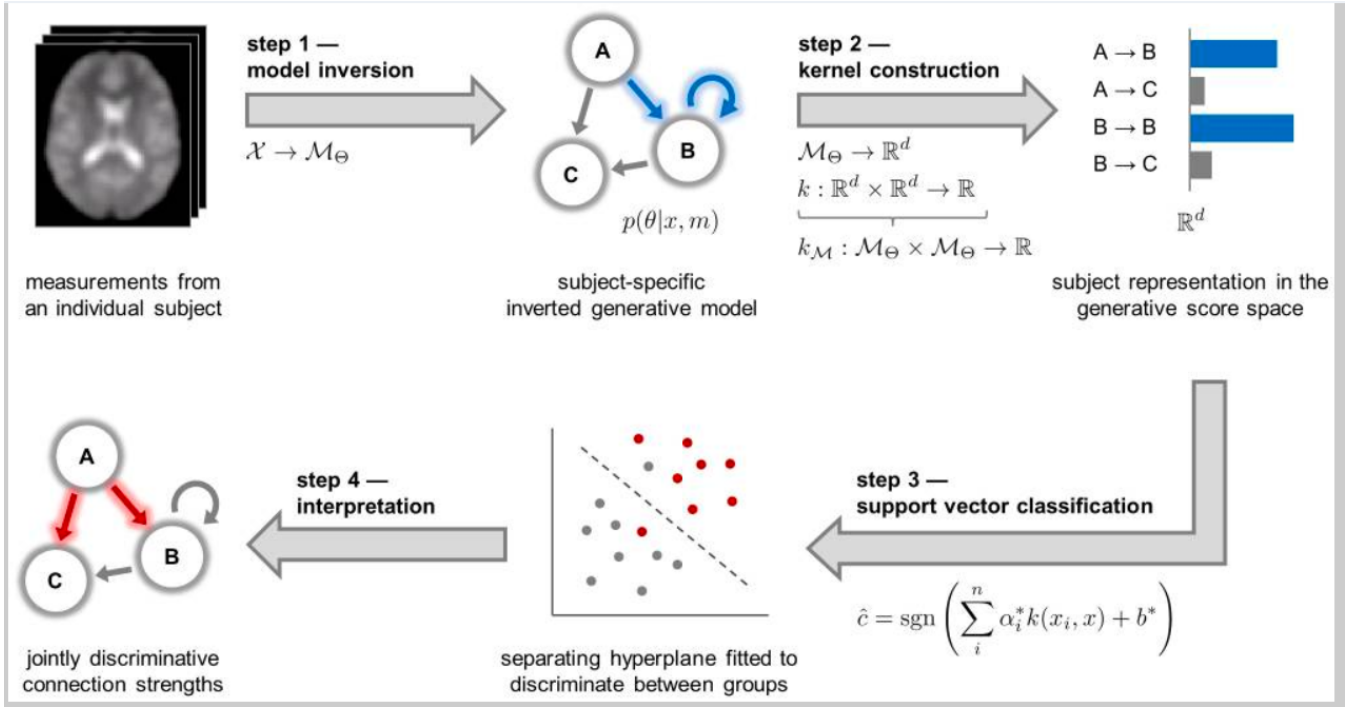 step 1 —
model inversion
𝒳 → ℳ_Θ
A
B
C
p(θ|x, m)
step 2 —
kernel construction
ℳ_Θ → ℝ^d
k : ℝ^d × ℝ^d → ℝ
k_ℳ : ℳ_Θ × ℳ_Θ → ℝ
A → B
A → C
B → B
B → C
ℝ^d
measurements from
an individual subject
subject-specific
inverted generative model
subject representation in the
generative score space
A
B
C
step 4 —
interpretation
step 3 —
support vector classification
ĉ = sgn ( ∑_i^n α_i^* k(x_i, x) + b^* )
jointly discriminative
connection strengths
separating hyperplane fitted to
discriminate between groups